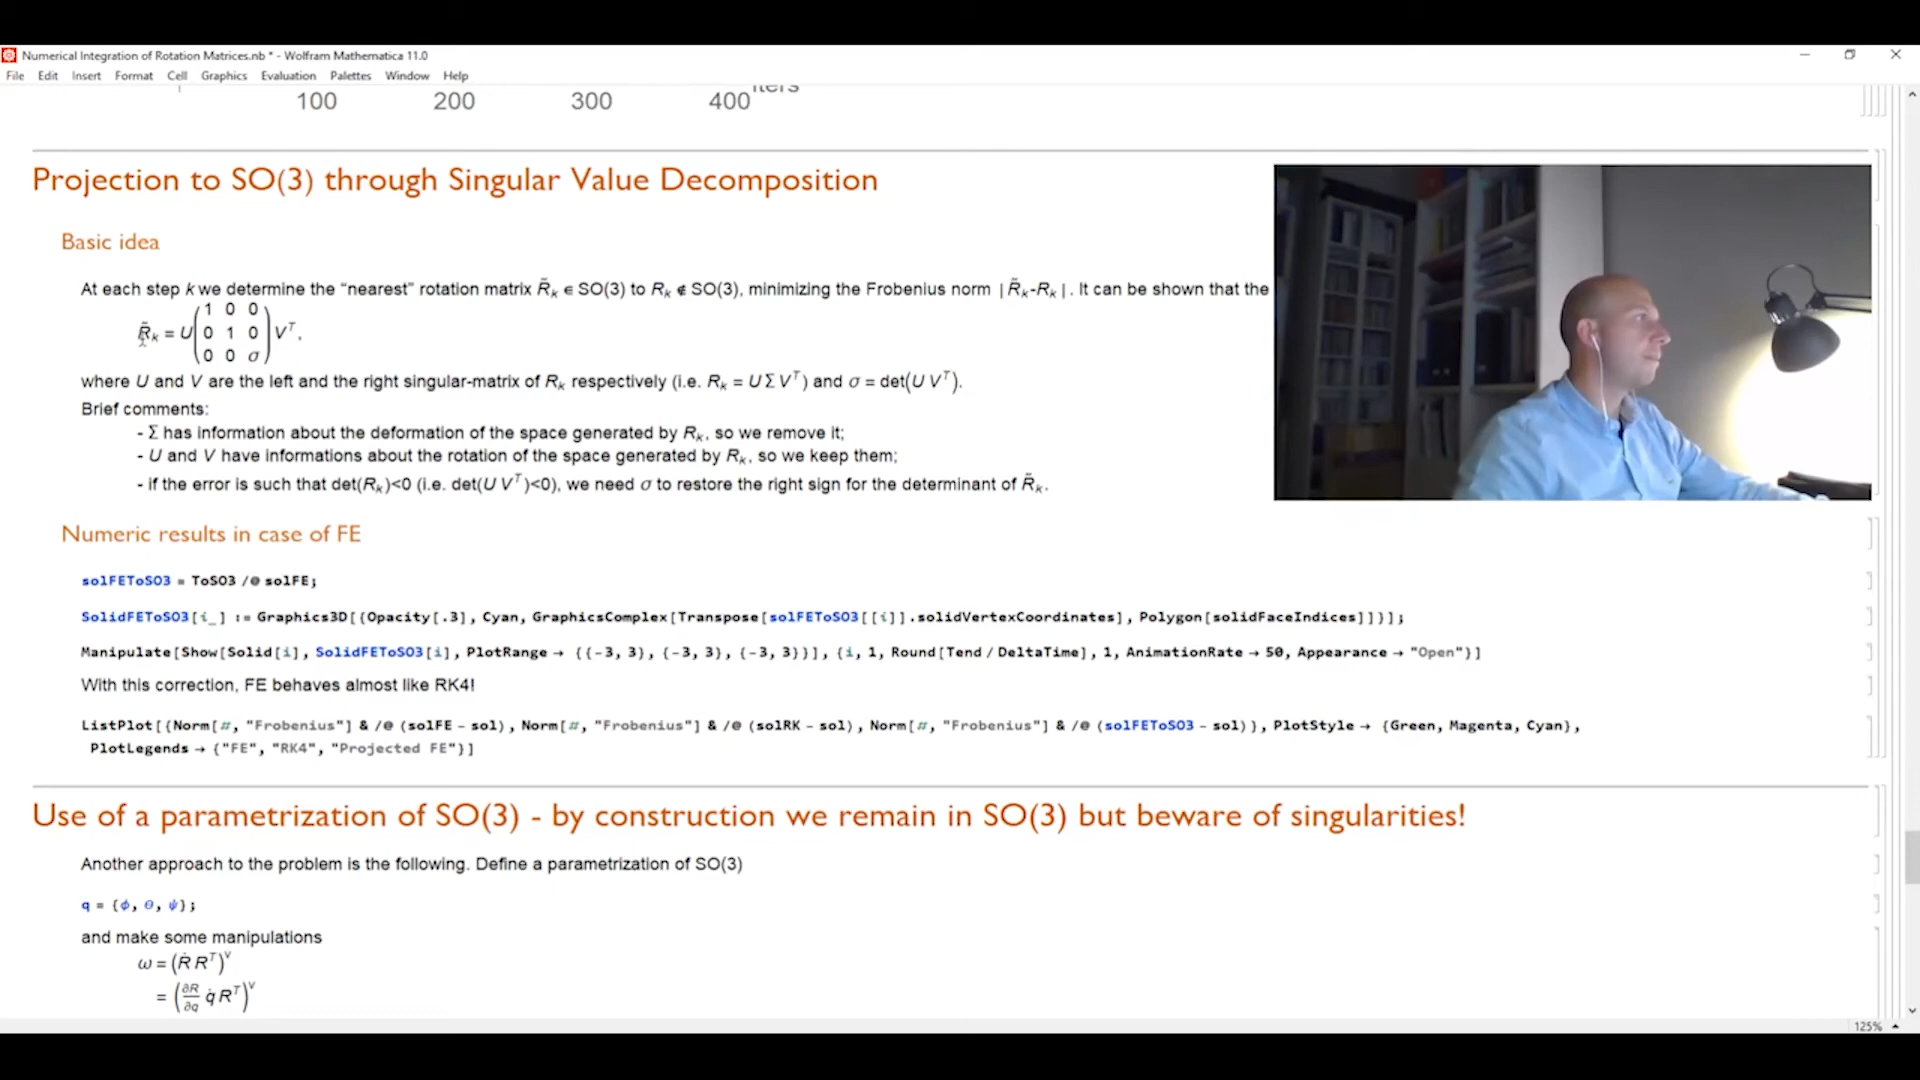 Numerical Integration of Rotation Matrices.nb * - Wolfram Mathematica 11.0
File Edit Insert Format Cell Graphics Evaluation Palettes Window Help
100 200 300 400 iters
Projection to SO(3) through Singular Value Decomposition
Basic idea
At each step k we determine the “nearest” rotation matrix R̃ₖ ∈ SO(3) to Rₖ ∉ SO(3), minimizing the Frobenius norm | R̃ₖ-Rₖ | . It can be shown that the
R̃ₖ = U (1 0 0
0 1 0
0 0 σ) Vᵀ,
where U and V are the left and the right singular-matrix of Rₖ respectively (i.e. Rₖ = U Σ Vᵀ) and σ = det(U Vᵀ).
Brief comments:
- Σ has information about the deformation of the space generated by Rₖ, so we remove it;
- U and V have informations about the rotation of the space generated by Rₖ, so we keep them;
- if the error is such that det(Rₖ)<0 (i.e. det(U Vᵀ)<0), we need σ to restore the right sign for the determinant of R̃ₖ.
Numeric results in case of FE
solFEToSO3 = ToSO3 /@ solFE;
SolidFEToSO3[i_] := Graphics3D[{Opacity[.3], Cyan, GraphicsComplex[Transpose[solFEToSO3[[i]].solidVertexCoordinates], Polygon[solidFaceIndices]]}];
Manipulate[Show[Solid[i], SolidFEToSO3[i], PlotRange → {{-3, 3}, {-3, 3}, {-3, 3}}], {i, 1, Round[Tend / DeltaTime], 1, AnimationRate → 50, Appearance → "Open"}]
With this correction, FE behaves almost like RK4!
ListPlot[{Norm[#, "Frobenius"] & /@ (solFE - sol), Norm[#, "Frobenius"] & /@ (solRK - sol), Norm[#, "Frobenius"] & /@ (solFEToSO3 - sol)}, PlotStyle → {Green, Magenta, Cyan},
PlotLegends → {"FE", "RK4", "Projected FE"}]
Use of a parametrization of SO(3) - by construction we remain in SO(3) but beware of singularities!
Another approach to the problem is the following. Define a parametrization of SO(3)
q = {ϕ, θ, ψ};
and make some manipulations
ω = (Ṙ Rᵀ)ᵛ
= (∂R/∂q q̇ Rᵀ)ᵛ
125%